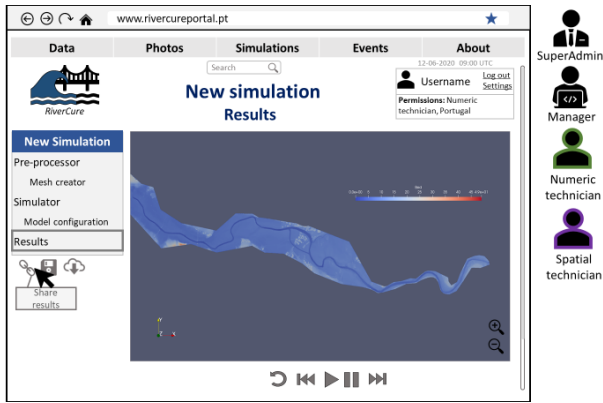 www.rivercureportal.pt
Data Photos Simulations Events About
Search
12-06-2020 09:00 UTC
RiverCure
New simulation
Results
Username
Log out
Settings
Permissions: Numeric
technician, Portugal
New Simulation
Pre-processor
Mesh creator
Simulator
Model configuration
Results
Share
results
SuperAdmin
</>
Manager
Numeric
technician
Spatial
technician